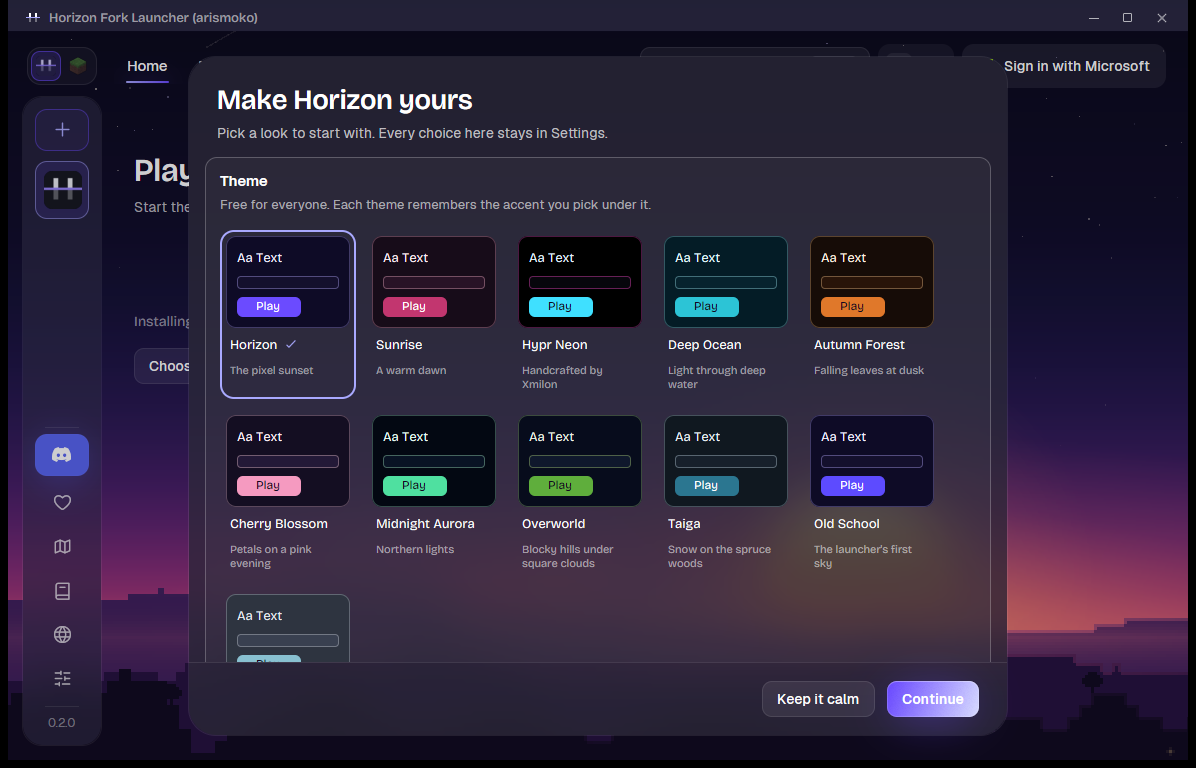 Horizon Fork Launcher (arismoko)
Home
Sign in with Microsoft
Make Horizon yours
Pick a look to start with. Every choice here stays in Settings.
Play
Start the
Theme
Free for everyone. Each theme remembers the accent you pick under it.
Aa Text
Play
Horizon
The pixel sunset
Aa Text
Play
Sunrise
A warm dawn
Aa Text
Play
Hypr Neon
Handcrafted by
Xmilon
Aa Text
Play
Deep Ocean
Light through deep
water
Aa Text
Play
Autumn Forest
Falling leaves at dusk
Installing
Choos
Aa Text
Play
Cherry Blossom
Petals on a pink
evening
Aa Text
Play
Midnight Aurora
Northern lights
Aa Text
Play
Overworld
Blocky hills under
square clouds
Aa Text
Play
Taiga
Snow on the spruce
woods
Aa Text
Play
Old School
The launcher's first
sky
Aa Text
Keep it calm
Continue
0.2.0